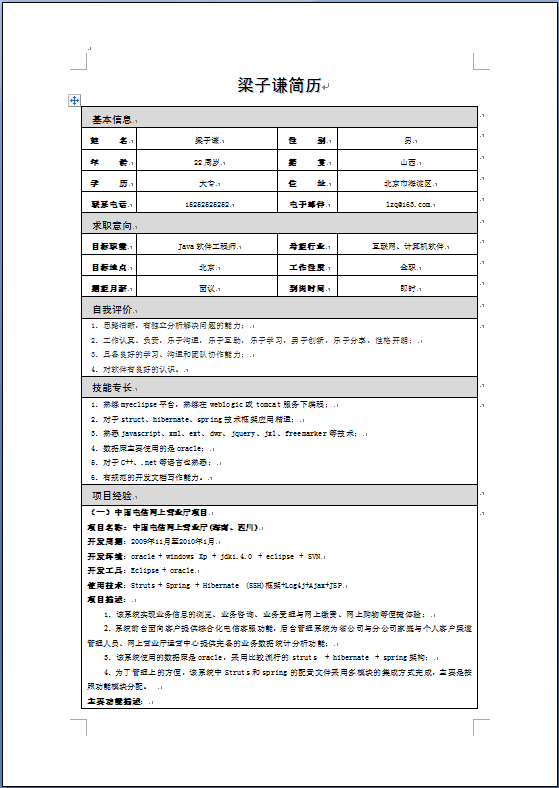 梁子谦简历
基本信息
姓 名 梁子谦 性 别 男
年 龄 22周岁 籍 贯 山西
学 历 大专 住 址 北京市海淀区
联系电话 15252525252 电子邮件 lzq@163.com
求职意向
目标职责 Java软件工程师 希望行业 互联网、计算机软件
目标地点 北京 工作性质 全职
期望月薪 面议 到岗时间 即时
自我评价
1. 思路清晰，有独立分析解决问题的能力；
2. 工作认真、负责，乐于沟通，乐于互助，乐于学习，勇于创新，乐于分享，性格开朗；
3. 具备良好的学习、沟通和团队协作能力；
4. 对软件有良好的认识。
技能专长
1. 熟练myeclipse平台，熟练在weblogic或tomcat服务下编程；
2. 对于struct、hibernate、spring技术框架应用精通；
3. 熟悉javascript、xml、ext、dwr、jquery、jxl、freemarker等技术；
4. 数据库主要使用的是oracle；
5. 对于C++、.net等语言也熟悉；
6. 有规范的开发文档写作能力。
项目经验
（一）中国电信网上营业厅项目
项目名称：中国电信网上营业厅(海南、四川)
开发周期：2009年11月至2010年1月
开发环境：oracle + windows Xp + jdk1.4.0 + eclipse + SVN
开发工具：Eclipse + oracle
使用技术：Struts + Spring + Hibernate (SSH)框架+Log4j+Ajax+JSP
项目描述：
1. 该系统实现业务信息的浏览、业务咨询、业务受理与网上缴费、网上购物等便捷体验；
2. 系统前台面向客户提供综合化电信客服功能，后台管理系统为省公司与分公司家庭与个人客户渠道
管理人员、网上营业厅运营中心提供完备的业务数据统计分析功能；
3. 该系统使用的数据库是oracle，采用比较流行的 struts + hibernate + spring架构；
4. 为了管理上的方便，该系统中Struts和spring的配置文件采用多模块的集成方式完成，主要是按
照功能模块分配。
主要功能描述：